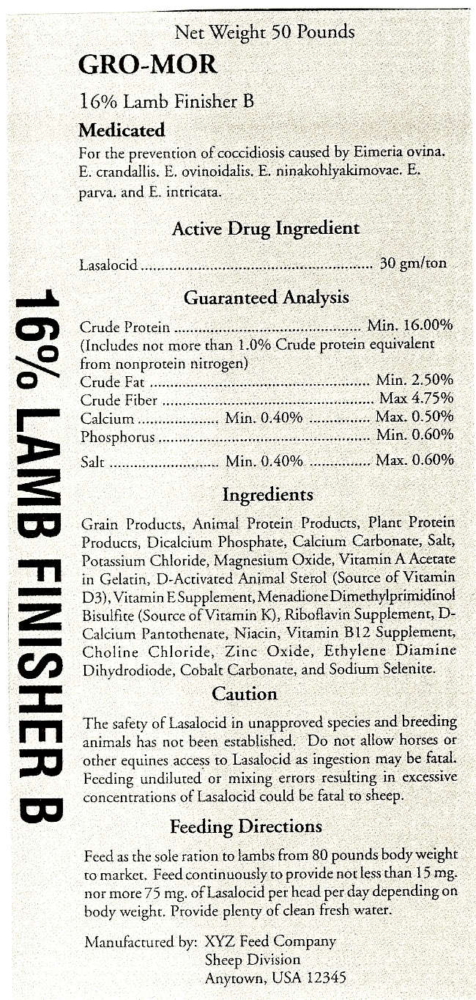 Net Weight 50 Pounds
GRO-MOR
16% Lamb Finisher B
Medicated
For the prevention of coccidiosis caused by Eimeria ovina.
E. crandallis. E. ovinoidalis. E. ninakohlyakimovae. E.
parva. and E. intricata.
Active Drug Ingredient
Lasalocid ........................................................ 30 gm/ton
Guaranteed Analysis
Crude Protein ............................................. Min. 16.00%
(Includes not more than 1.0% Crude protein equivalent
from nonprotein nitrogen)
Crude Fat ..................................................... Min. 2.50%
Crude Fiber .................................................. Max 4.75%
Calcium .................... Min. 0.40% ............... Max. 0.50%
Phosphorus ................................................... Min. 0.60%
Salt ........................... Min. 0.40% ............... Max. 0.60%
Ingredients
Grain Products, Animal Protein Products, Plant Protein
Products, Dicalcium Phosphate, Calcium Carbonate, Salt,
Potassium Chloride, Magnesium Oxide, Vitamin A Acetate
in Gelatin, D-Activated Animal Sterol (Source of Vitamin
D3), Vitamin E Supplement, Menadione Dimethylprimidinol
Bisulfite (Source of Vitamin K), Riboflavin Supplement, D-
Calcium Pantothenate, Niacin, Vitamin B12 Supplement,
Choline Chloride, Zinc Oxide, Ethylene Diamine
Dihydrodiode, Cobalt Carbonate, and Sodium Selenite.
Caution
The safety of Lasalocid in unapproved species and breeding
animals has not been established. Do not allow horses or
other equines access to Lasalocid as ingestion may be fatal.
Feeding undiluted or mixing errors resulting in excessive
concentrations of Lasalocid could be fatal to sheep.
Feeding Directions
Feed as the sole ration to lambs from 80 pounds body weight
to market. Feed continuously to provide not less than 15 mg.
nor more 75 mg. of Lasalocid per head per day depending on
body weight. Provide plenty of clean fresh water.
Manufactured by: XYZ Feed Company
Sheep Division
Anytown, USA 12345
16% LAMB FINISHER B